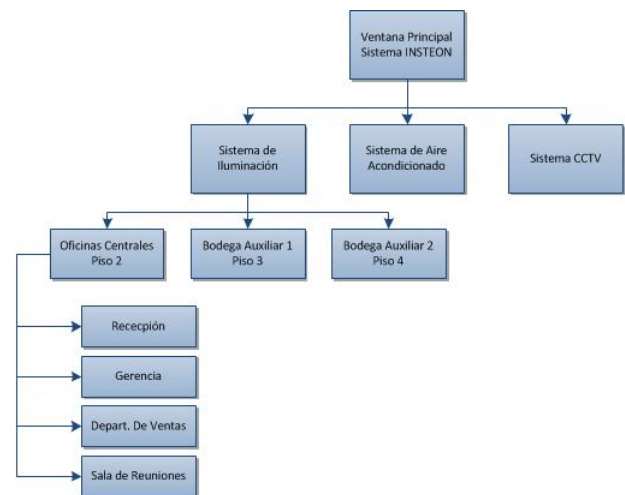 Ventana Principal
Sistema INSTEON
Sistema de
Iluminación
Sistema de Aire
Acondicionado
Sistema CCTV
Oficinas Centrales
Piso 2
Bodega Auxiliar 1
Piso 3
Bodega Auxiliar 2
Piso 4
Rececpión
Gerencia
Depart. De Ventas
Sala de Reuniones